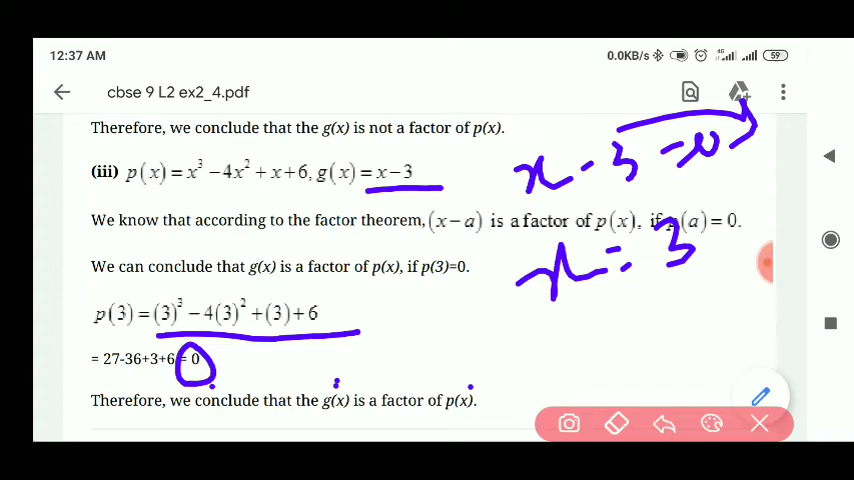 12:37 AM 0.0KB/s 4G 59
cbse 9 L2 ex2_4.pdf
Therefore, we conclude that the g(x) is not a factor of p(x).
(iii) p(x) = x³ − 4x² + x + 6, g(x) = x − 3
x - 3 = 0
We know that according to the factor theorem, (x−a) is a factor of p(x), if p(a) = 0.
x = 3
We can conclude that g(x) is a factor of p(x), if p(3)=0.
p(3) = (3)³ − 4(3)² + (3) + 6
= 27-36+3+6 = 0
Therefore, we conclude that the g(x) is a factor of p(x).